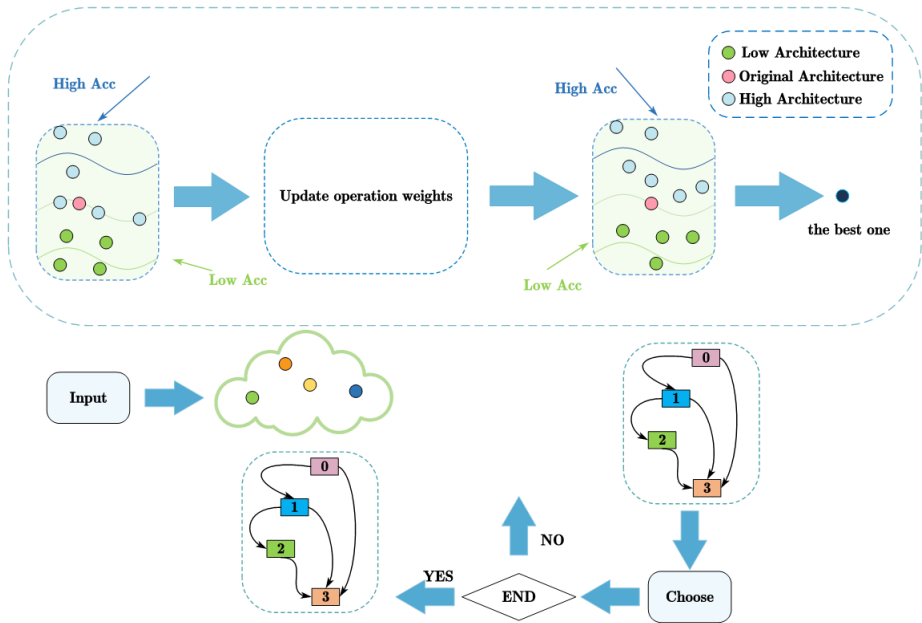 High Acc
Update operation weights
Low Acc
High Acc
Low Acc
Low Architecture
Original Architecture
High Architecture
the best one
Input
0
1
2
3
0
1
2
3
NO
YES
END
Choose